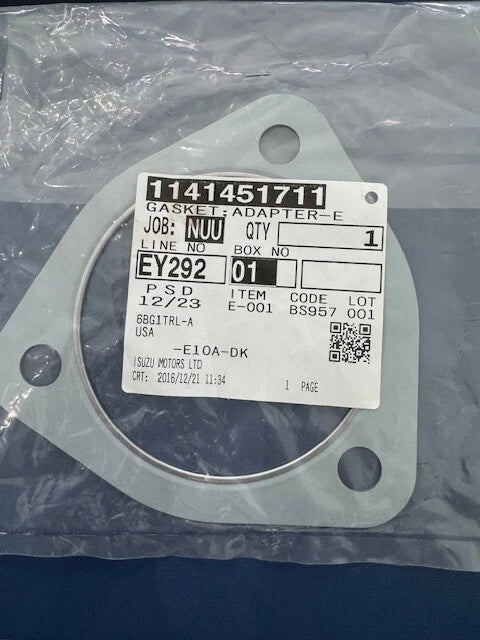 1141451711
GASKET;ADAPTER-E
JOB: NUU QTY 1
LINE NO BOX NO
EY292 01
PSD ITEM CODE LOT
12/23 E-001 BS957 001
6BG1TRL-A
USA
-E10A-DK
ISUZU MOTORS LTD
CRT: 2016/12/21 11:34 1 PAGE